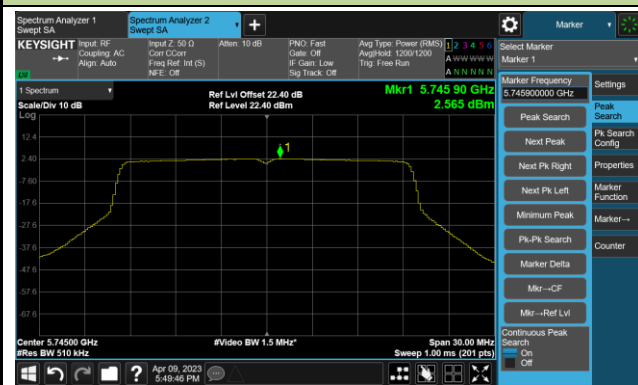 Spectrum Analyzer 1
Swept SA
Spectrum Analyzer 2
Swept SA
Marker
KEYSIGHT
Input: RF
Coupling: AC
Align: Auto
Input Z: 50 Ω
Corr CCorr
Freq Ref: Int (S)
NFE: Off
Atten: 10 dB
PNO: Fast
Gate: Off
IF Gain: Low
Sig Track: Off
Avg Type: Power (RMS)
Avg|Hold: 1200/1200
Trig: Free Run
1 2 3 4 5 6
A W W W W W
A N N N N N
LXI
Select Marker
Marker 1
1 Spectrum
Scale/Div 10 dB
Log
Ref Lvl Offset 22.40 dB
Ref Level 22.40 dBm
Mkr1 5.745 90 GHz
2.565 dBm
12.4
2.40
-7.60
-17.6
-27.6
-37.6
-47.6
-57.6
-67.6
1
Center 5.74500 GHz
#Res BW 510 kHz
#Video BW 1.5 MHz*
Span 30.00 MHz
Sweep 1.00 ms (201 pts)
Marker Frequency
5.745900000 GHz
Peak Search
Next Peak
Next Pk Right
Next Pk Left
Minimum Peak
Pk-Pk Search
Marker Delta
Mkr→CF
Mkr→Ref Lvl
Continuous Peak
Search
On
Off
Settings
Peak
Search
Pk Search
Config
Properties
Marker
Function
Marker→
Counter
Apr 09, 2023
5:49:46 PM